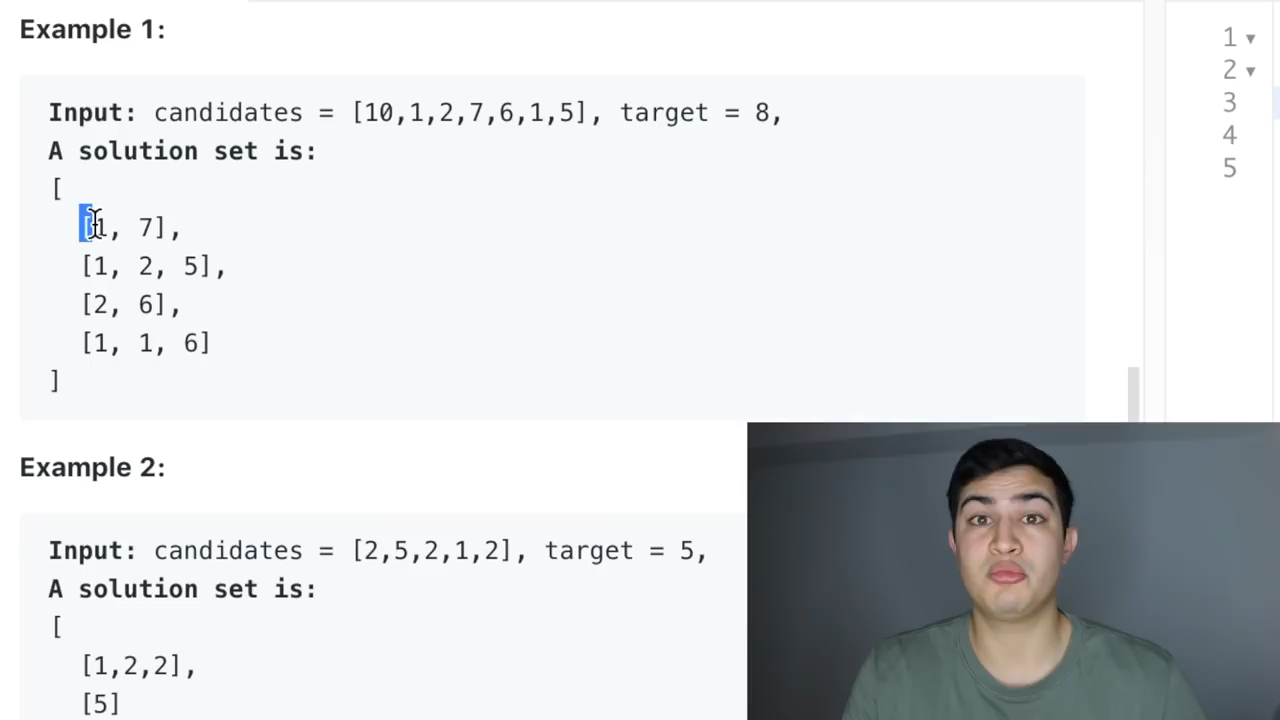 Example 1:
Input: candidates = [10,1,2,7,6,1,5], target = 8,
A solution set is:
[
[1, 7],
[1, 2, 5],
[2, 6],
[1, 1, 6]
]
Example 2:
Input: candidates = [2,5,2,1,2], target = 5,
A solution set is:
[
[1,2,2],
[5]
1
2
3
4
5